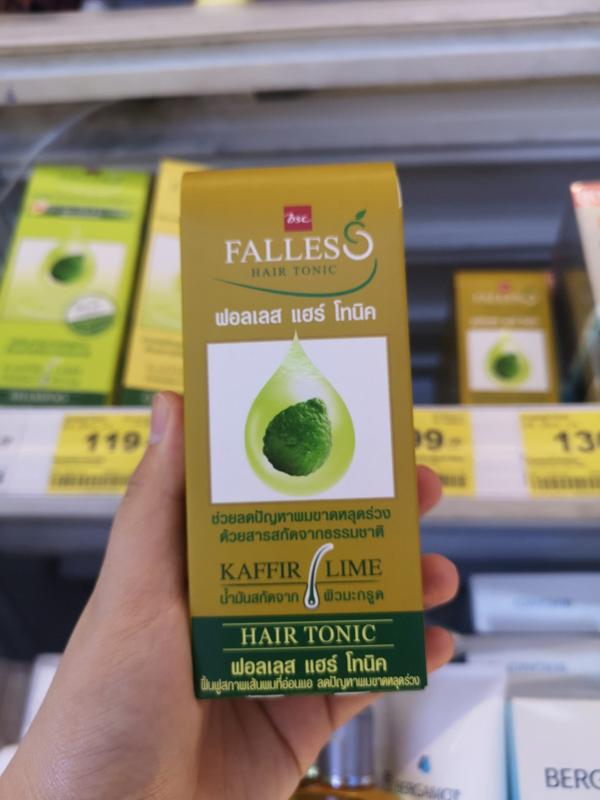 BSC
FALLES
HAIR TONIC
ฟอลเลส แฮร์ โทนิค
ช่วยลดปัญหาผมขาดหลุดร่วง
ด้วยสารสกัดจากธรรมชาติ
KAFFIR LIME
น้ำมันสกัดจาก ผิวมะกรูด
HAIR TONIC
ฟอลเลส แฮร์ โทนิค
ฟื้นฟูสภาพเส้นผมที่อ่อนแอ ลดปัญหาผมขาดหลุดร่วง
SHAMPOO
119
99
13
BERGAMOT
BERG